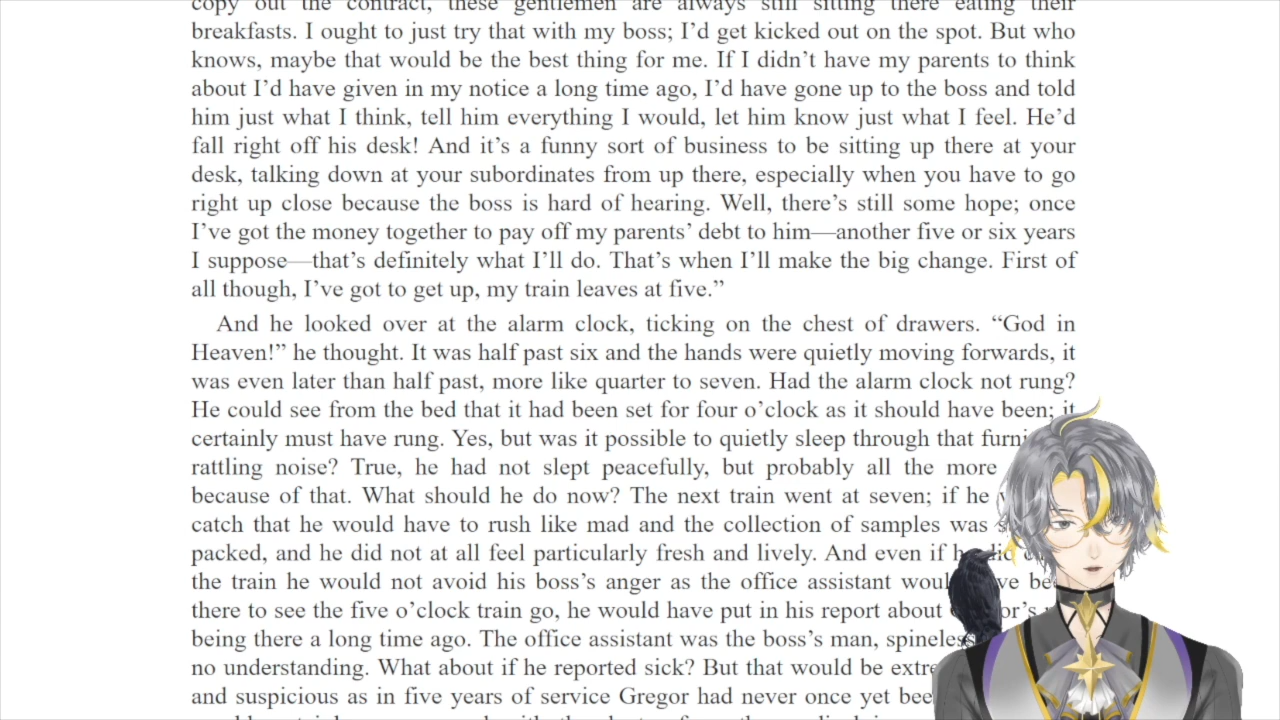 copy out the contract, these gentlemen are always still sitting there eating their
breakfasts. I ought to just try that with my boss; I’d get kicked out on the spot. But who
knows, maybe that would be the best thing for me. If I didn’t have my parents to think
about I’d have given in my notice a long time ago, I’d have gone up to the boss and told
him just what I think, tell him everything I would, let him know just what I feel. He’d
fall right off his desk! And it’s a funny sort of business to be sitting up there at your
desk, talking down at your subordinates from up there, especially when you have to go
right up close because the boss is hard of hearing. Well, there’s still some hope; once
I’ve got the money together to pay off my parents’ debt to him—another five or six years
I suppose—that’s definitely what I’ll do. That’s when I’ll make the big change. First of
all though, I’ve got to get up, my train leaves at five.”
And he looked over at the alarm clock, ticking on the chest of drawers. “God in
Heaven!” he thought. It was half past six and the hands were quietly moving forwards, it
was even later than half past, more like quarter to seven. Had the alarm clock not rung?
He could see from the bed that it had been set for four o’clock as it should have been; it
certainly must have rung. Yes, but was it possible to quietly sleep through that
rattling noise? True, he had not slept peacefully, but probably all the more
because of that. What should he do now? The next train went at seven; if he
catch that he would have to rush like mad and the collection of samples was
packed, and he did not at all feel particularly fresh and lively. And even if
the train he would not avoid his boss’s anger as the office assistant
there to see the five o’clock train go, he would have put in his report about
being there a long time ago. The office assistant was the boss’s man, spineless
no understanding. What about if he reported sick? But that would be
and suspicious as in five years of service Gregor had never once yet